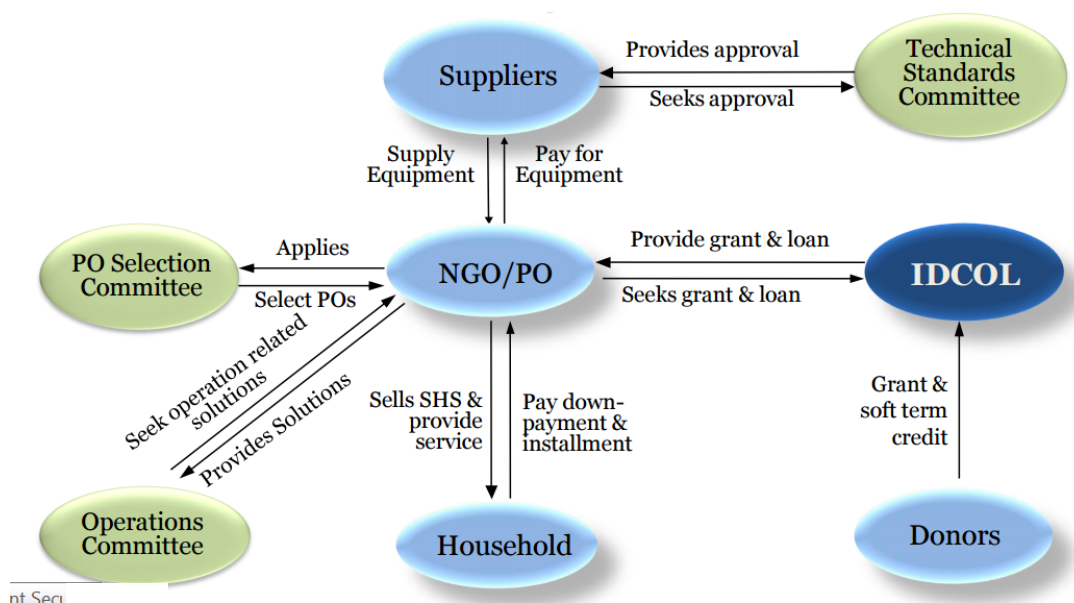 Provides approval
Suppliers
Technical
Standards
Committee
Seeks approval
Supply
Equipment
Pay for
Equipment
Applies
PO Selection
Committee
Select POs
NGO/PO
Provide grant & loan
Seeks grant & loan
IDCOL
Seek operation related
solutions
Provides Solutions
Sells SHS &
provide
service
Pay down-
payment &
installment
Grant &
soft term
credit
Operations
Committee
Household
Donors